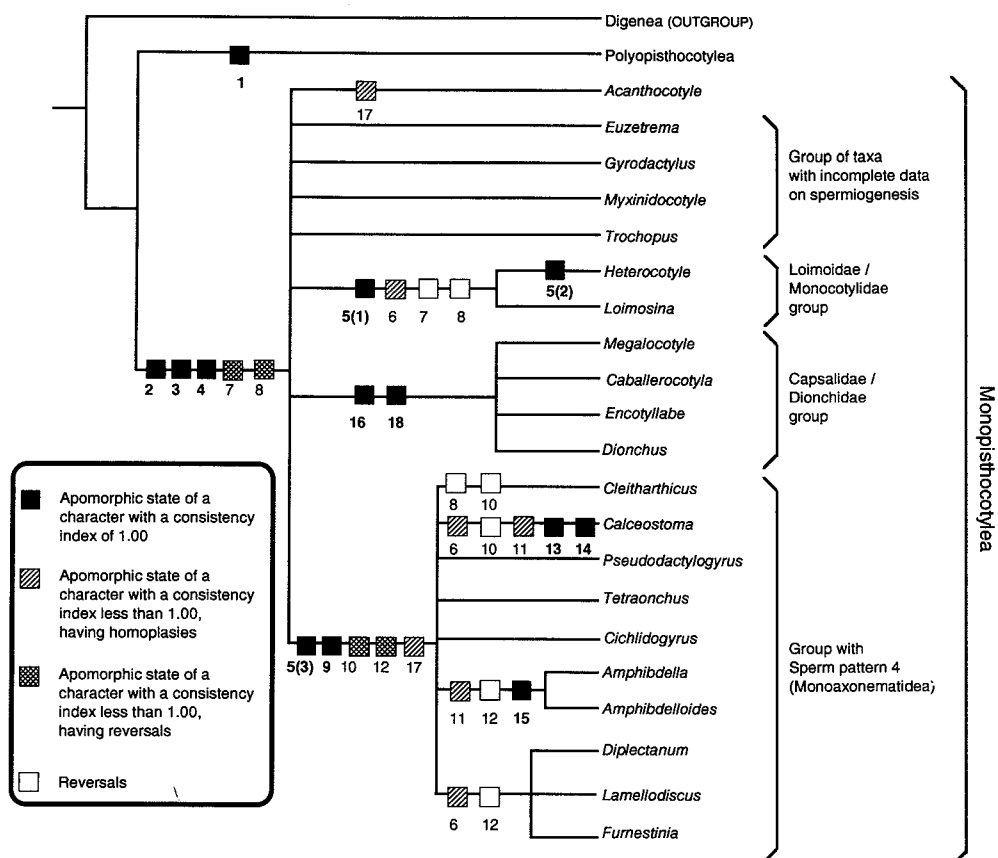 Digenea (OUTGROUP)
Polyopisthocotylea
1
Acanthocotyle
17
Euzetrema
Gyrodactylus
Myxinidocotyle
Trochopus
Group of taxa
with incomplete data
on spermiogenesis
Heterocotyle
5(2)
Loimosina
5(1) 6 7 8
Loimoidae /
Monocotylidae
group
2 3 4 7 8
Megalocotyle
Caballerocotyla
Encotyllabe
Dionchus
16 18
Capsalidae /
Dionchidae
group
Monopisthocotylea
Cleitharthicus
8 10
Calceostoma
6 10 11 13 14
Pseudodactylogyrus
Tetraonchus
Cichlidogyrus
5(3) 9 10 12 17
Amphibdella
Amphibdelloides
11 12 15
Diplectanum
Lamellodiscus
Furnestinia
6 12
Group with
Sperm pattern 4
(Monoaxonematidea)
Apomorphic state of a
character with a consistency
index of 1.00
Apomorphic state of a
character with a consistency
index less than 1.00,
having homoplasies
Apomorphic state of a
character with a consistency
index less than 1.00,
having reversals
Reversals